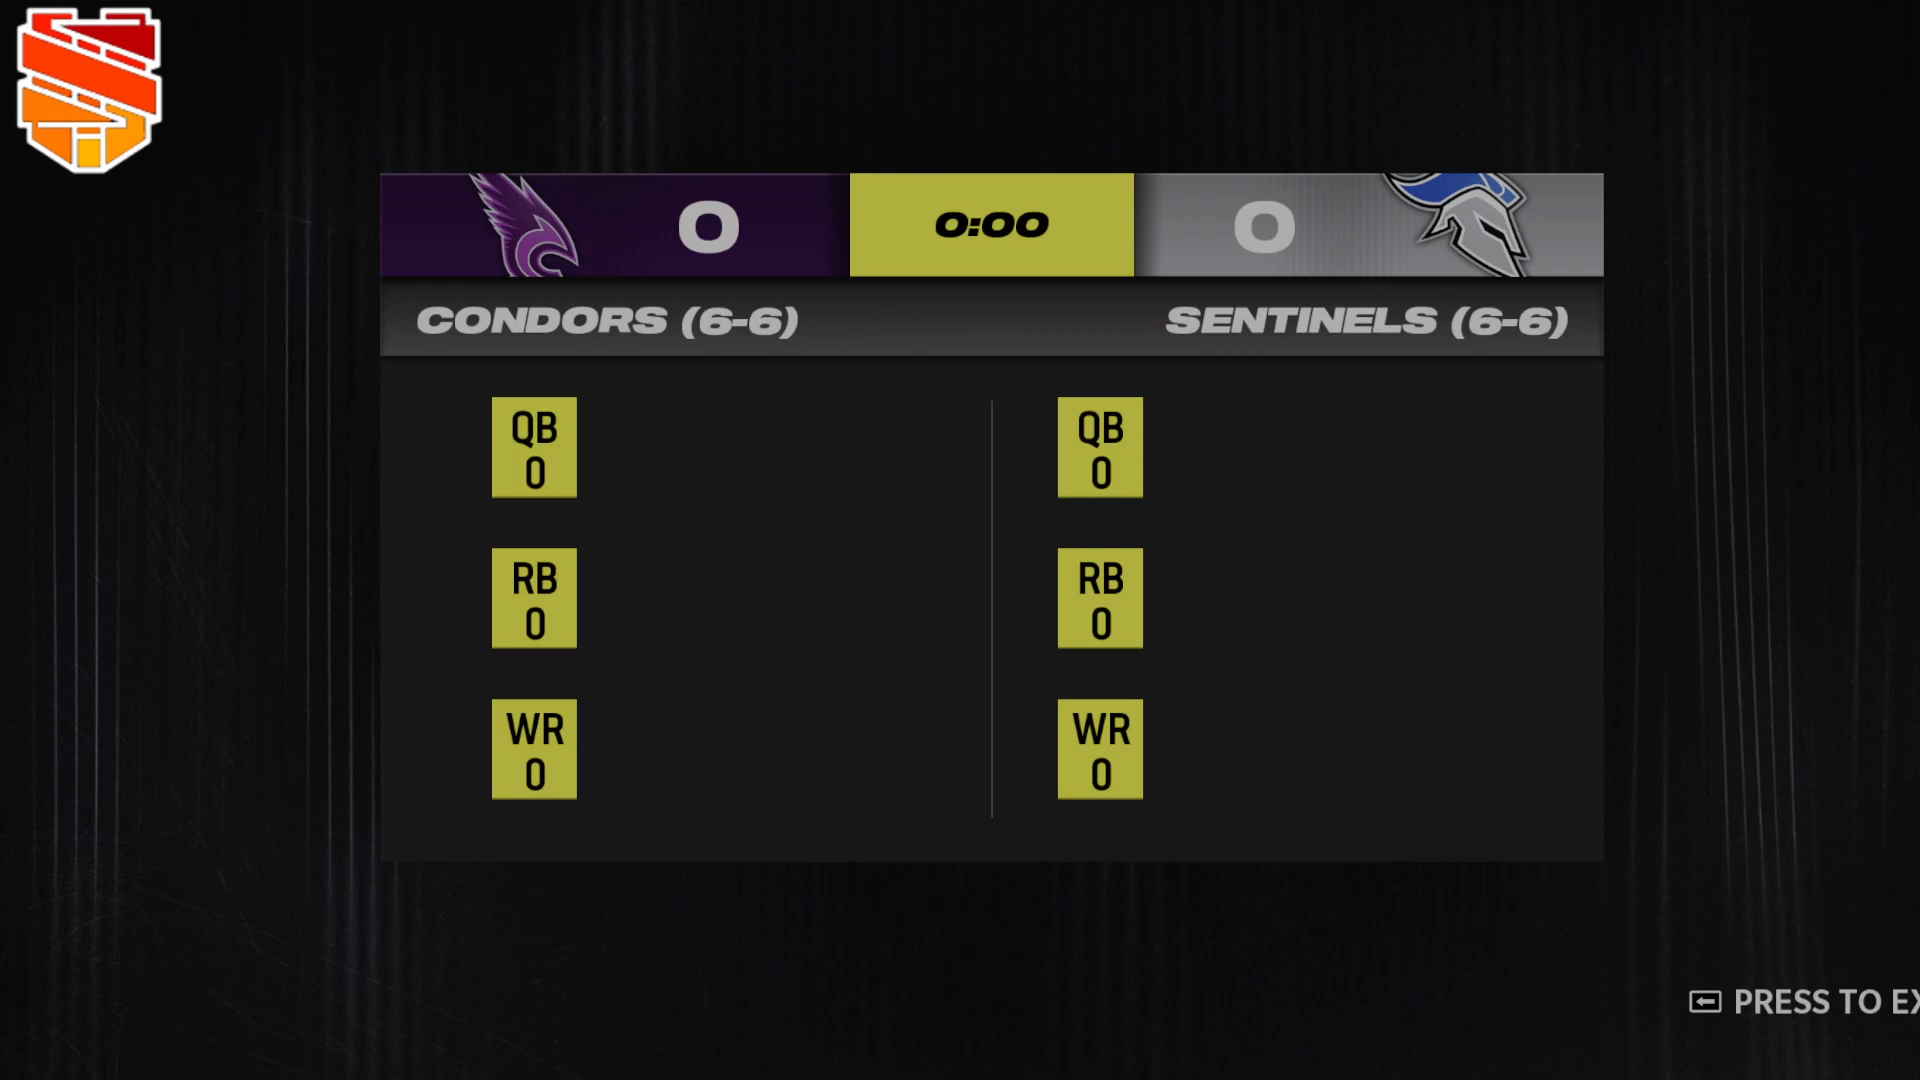 0 0:00 0
CONDORS (6-6) SENTINELS (6-6)
QB QB
0 0
RB RB
0 0
WR WR
0 0
PRESS TO EX